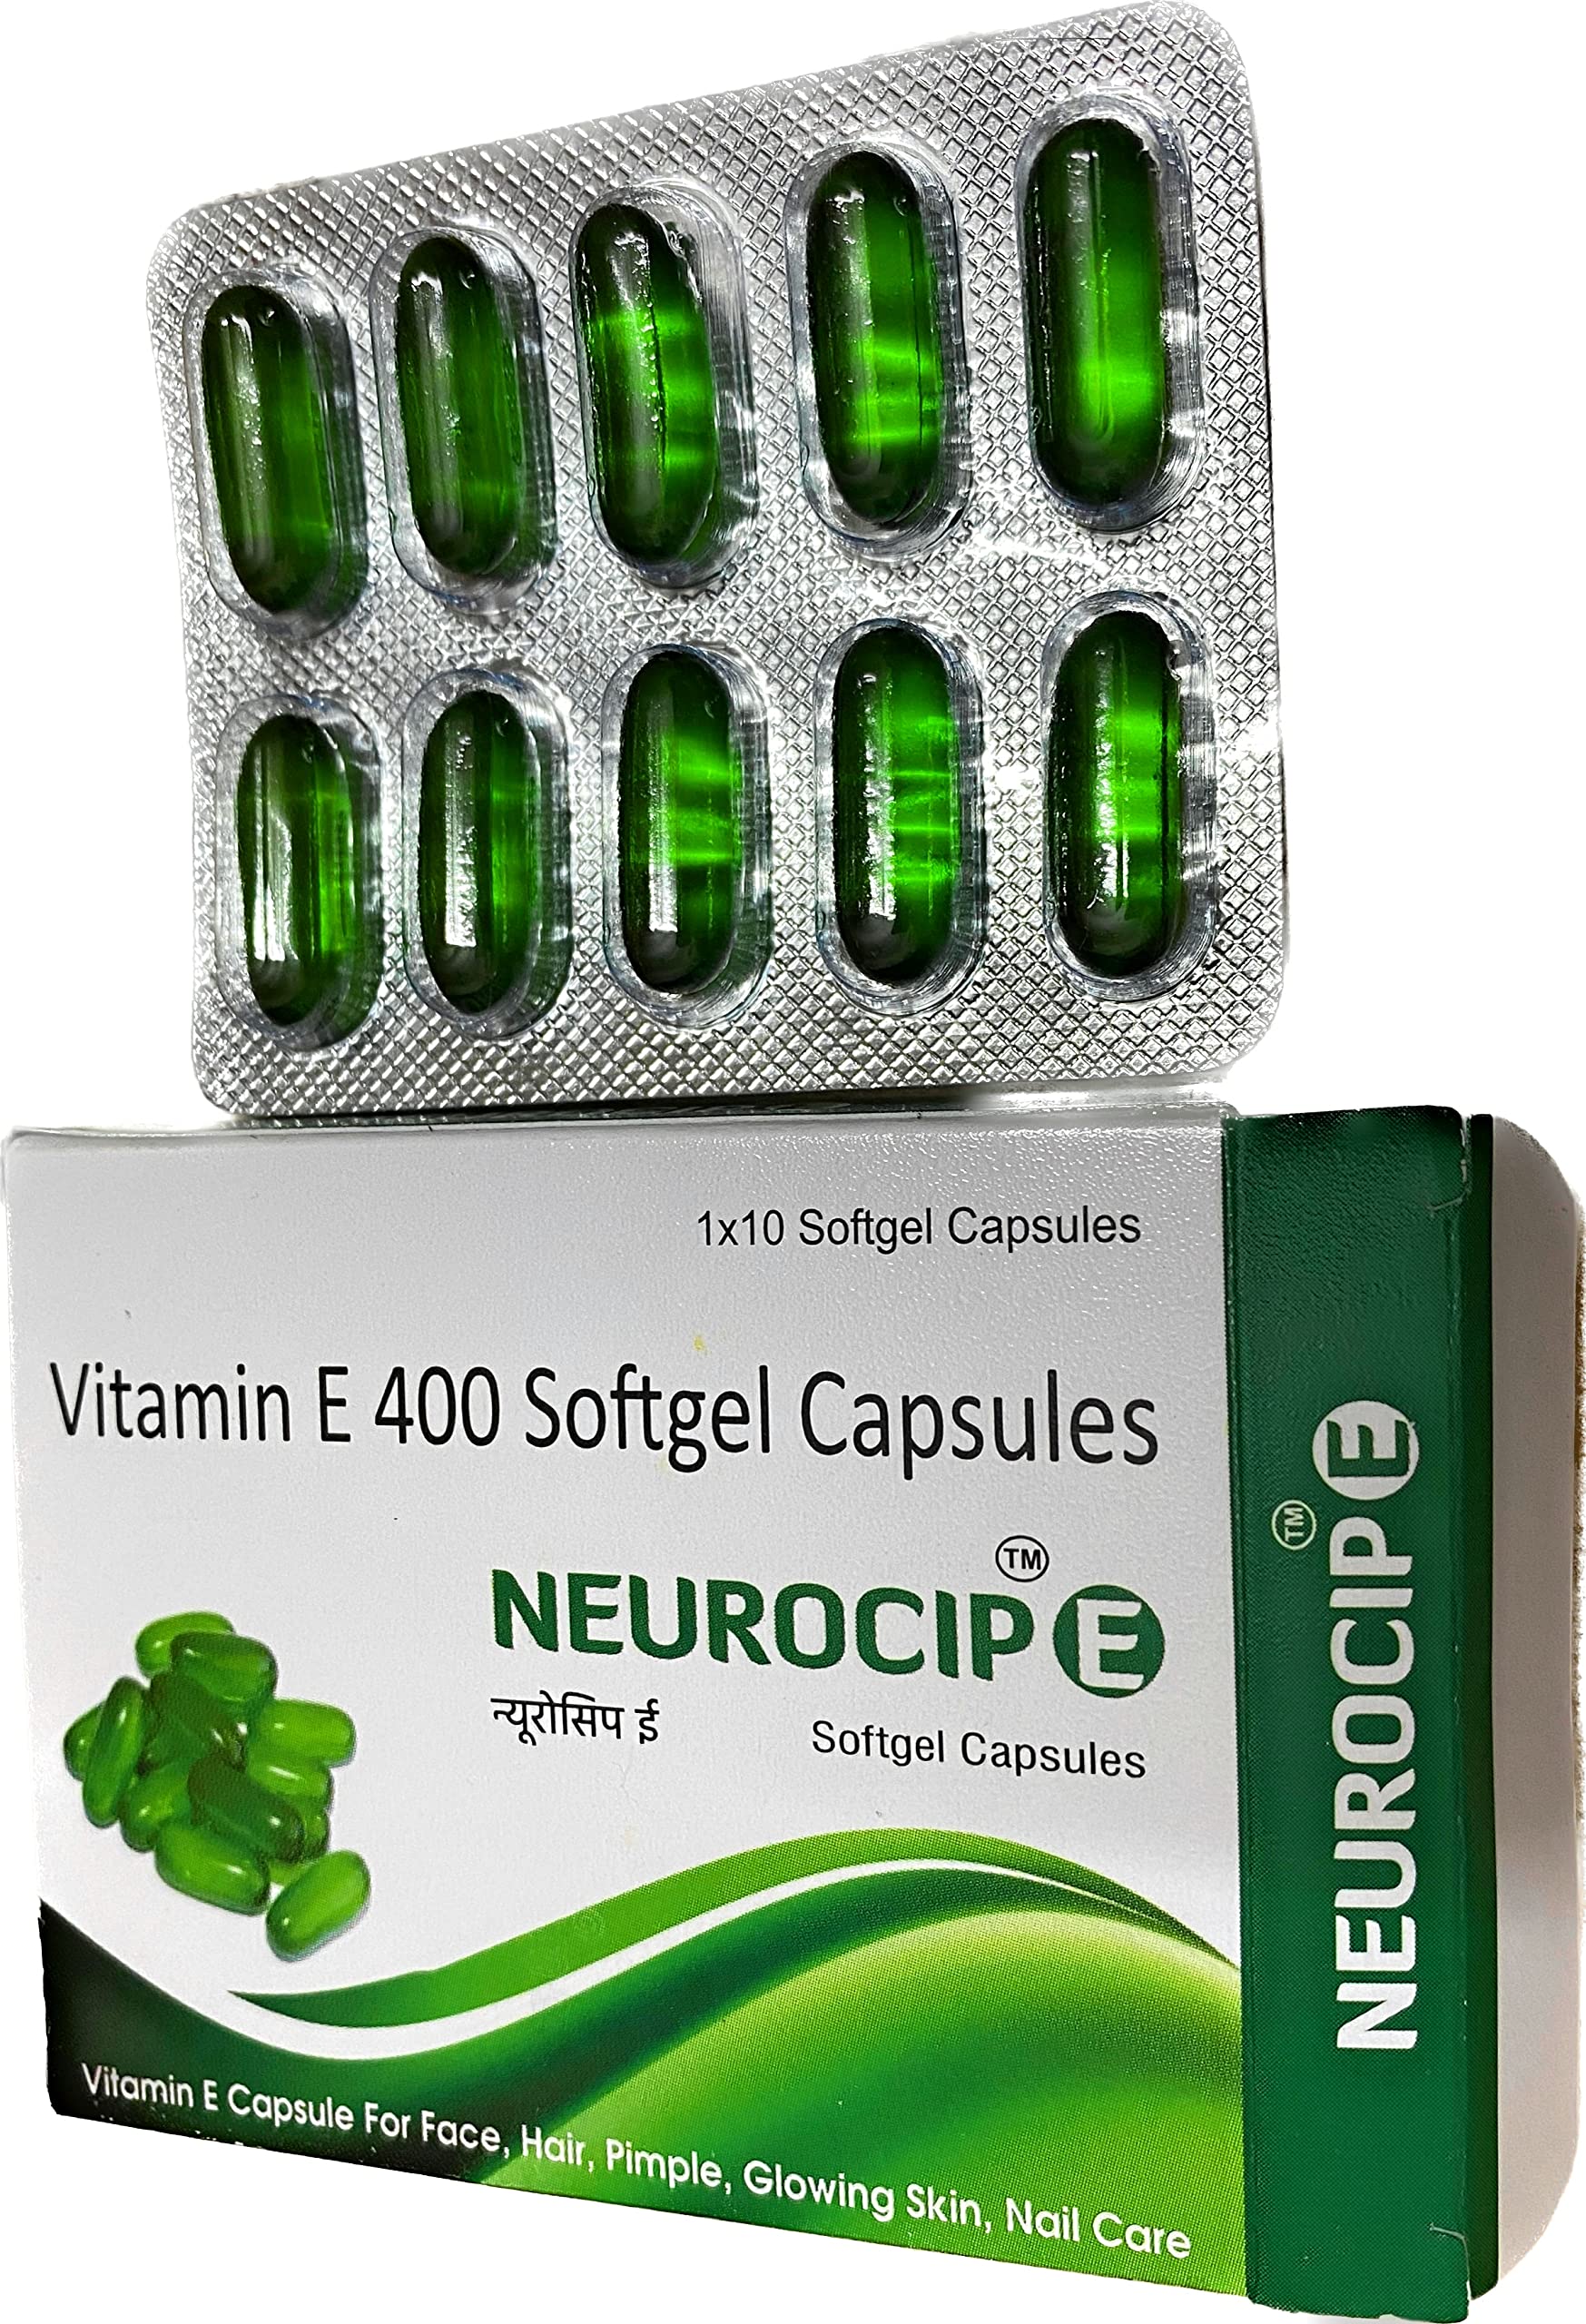 1x10 Softgel Capsules
Vitamin E 400 Softgel Capsules
NEUROCIP E
TM
न्यूरोसिप ई
Softgel Capsules
Vitamin E Capsule For Face, Hair, Pimple, Glowing Skin, Nail Care
NEUROCIP E
TM